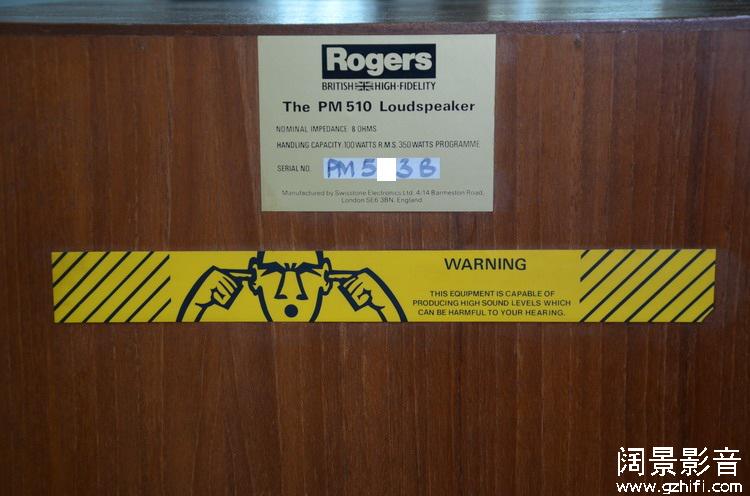 Rogers
BRITISH HIGH-FIDELITY
The PM 510 Loudspeaker
NOMINAL IMPEDANCE 8 OHMS
HANDLING CAPACITY:100 WATTS R.M.S. 350 WATTS PROGRAMME
SERIAL NO. PM5 3B
Manufactured by Swisstone Electronics Ltd, 4/14 Barmeston Road,
London SE6 3BN, England
WARNING
THIS EQUIPMENT IS CAPABLE OF
PRODUCING HIGH SOUND LEVELS WHICH
CAN BE HARMFUL TO YOUR HEARING.
阔景影音
www.gzhifi.com